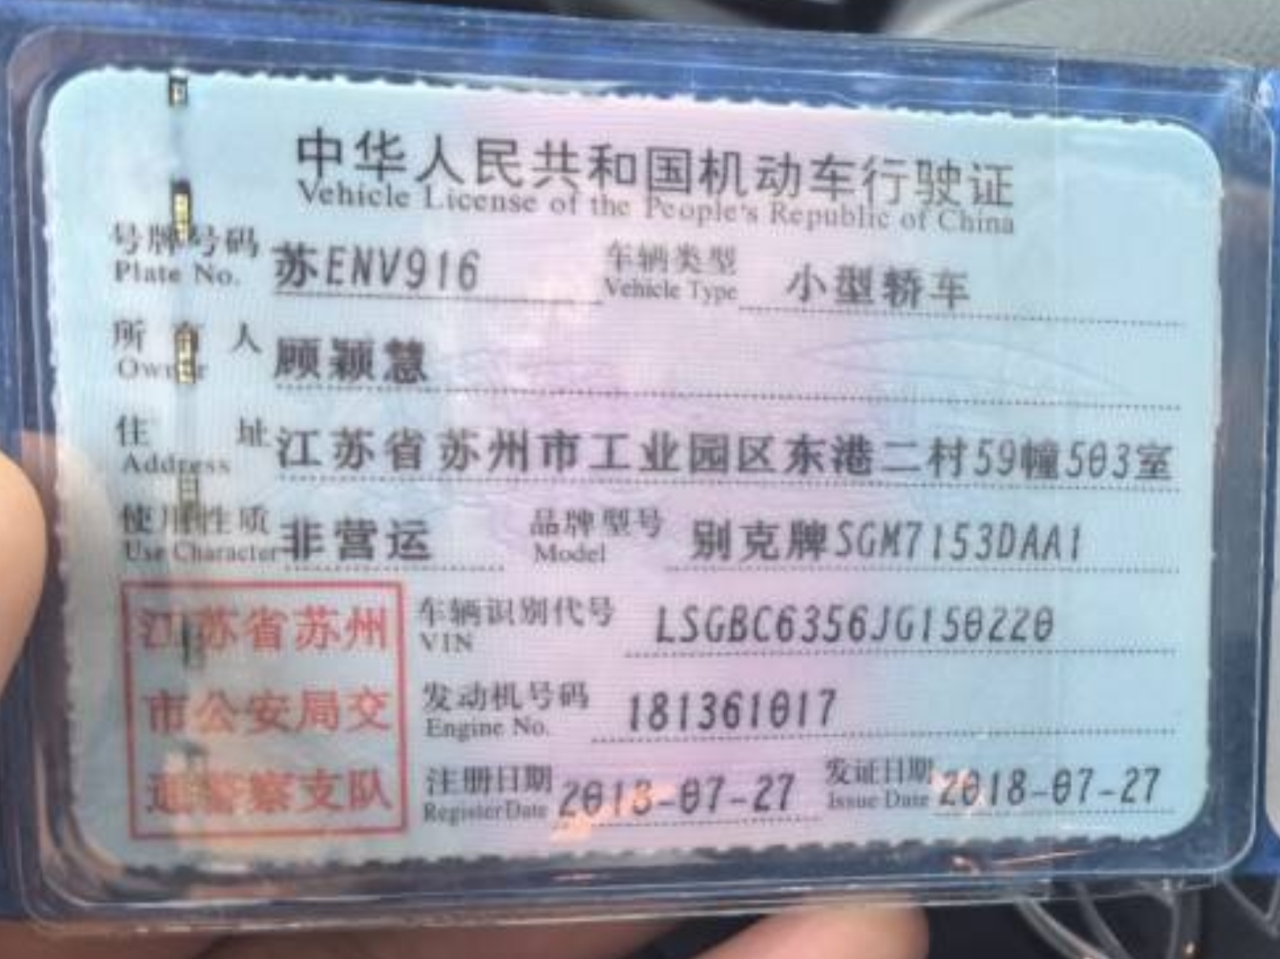 中华人民共和国机动车行驶证
Vehicle License of the People's Republic of China
号牌号码 苏ENV916 车辆类型 小型轿车
Plate No. Vehicle Type
所有人 顾颖慧
Owner
住址 江苏省苏州市工业园区东港二村59幢503室
Address
使用性质 非营运 品牌型号 别克牌SGM7153DAA1
Use Character Model
江苏省苏州
市公安局交
通警察支队
车辆识别代号 LSGBC6356JG150220
VIN
发动机号码 181361017
Engine No.
注册日期 2018-07-27 发证日期 2018-07-27
Register Date Issue Date